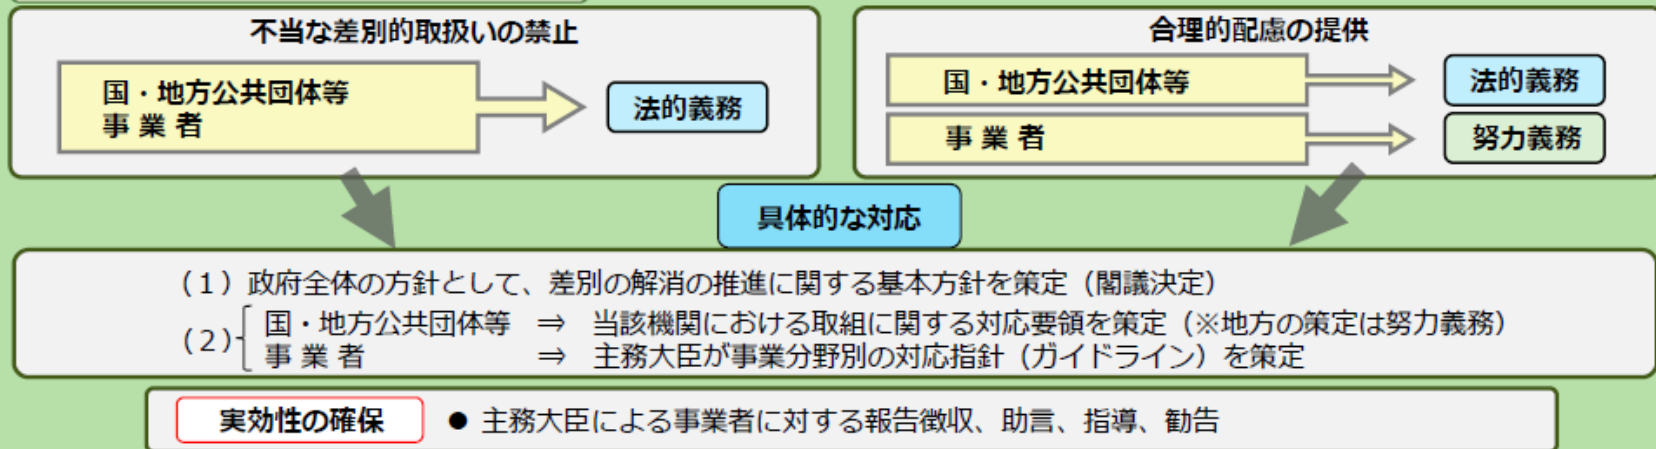 不当な差別的取扱いの禁止
国・地方公共団体等
事 業 者
法的義務
合理的配慮の提供
国・地方公共団体等
法的義務
事 業 者
努力義務
具体的な対応
(1)政府全体の方針として、差別の解消の推進に関する基本方針を策定(閣議決定)
(2)
国・地方公共団体等 ⇒ 当該機関における取組に関する対応要領を策定(※地方の策定は努力義務)
事 業 者 ⇒ 主務大臣が事業分野別の対応指針(ガイドライン)を策定
実効性の確保
● 主務大臣による事業者に対する報告徴収、助言、指導、勧告